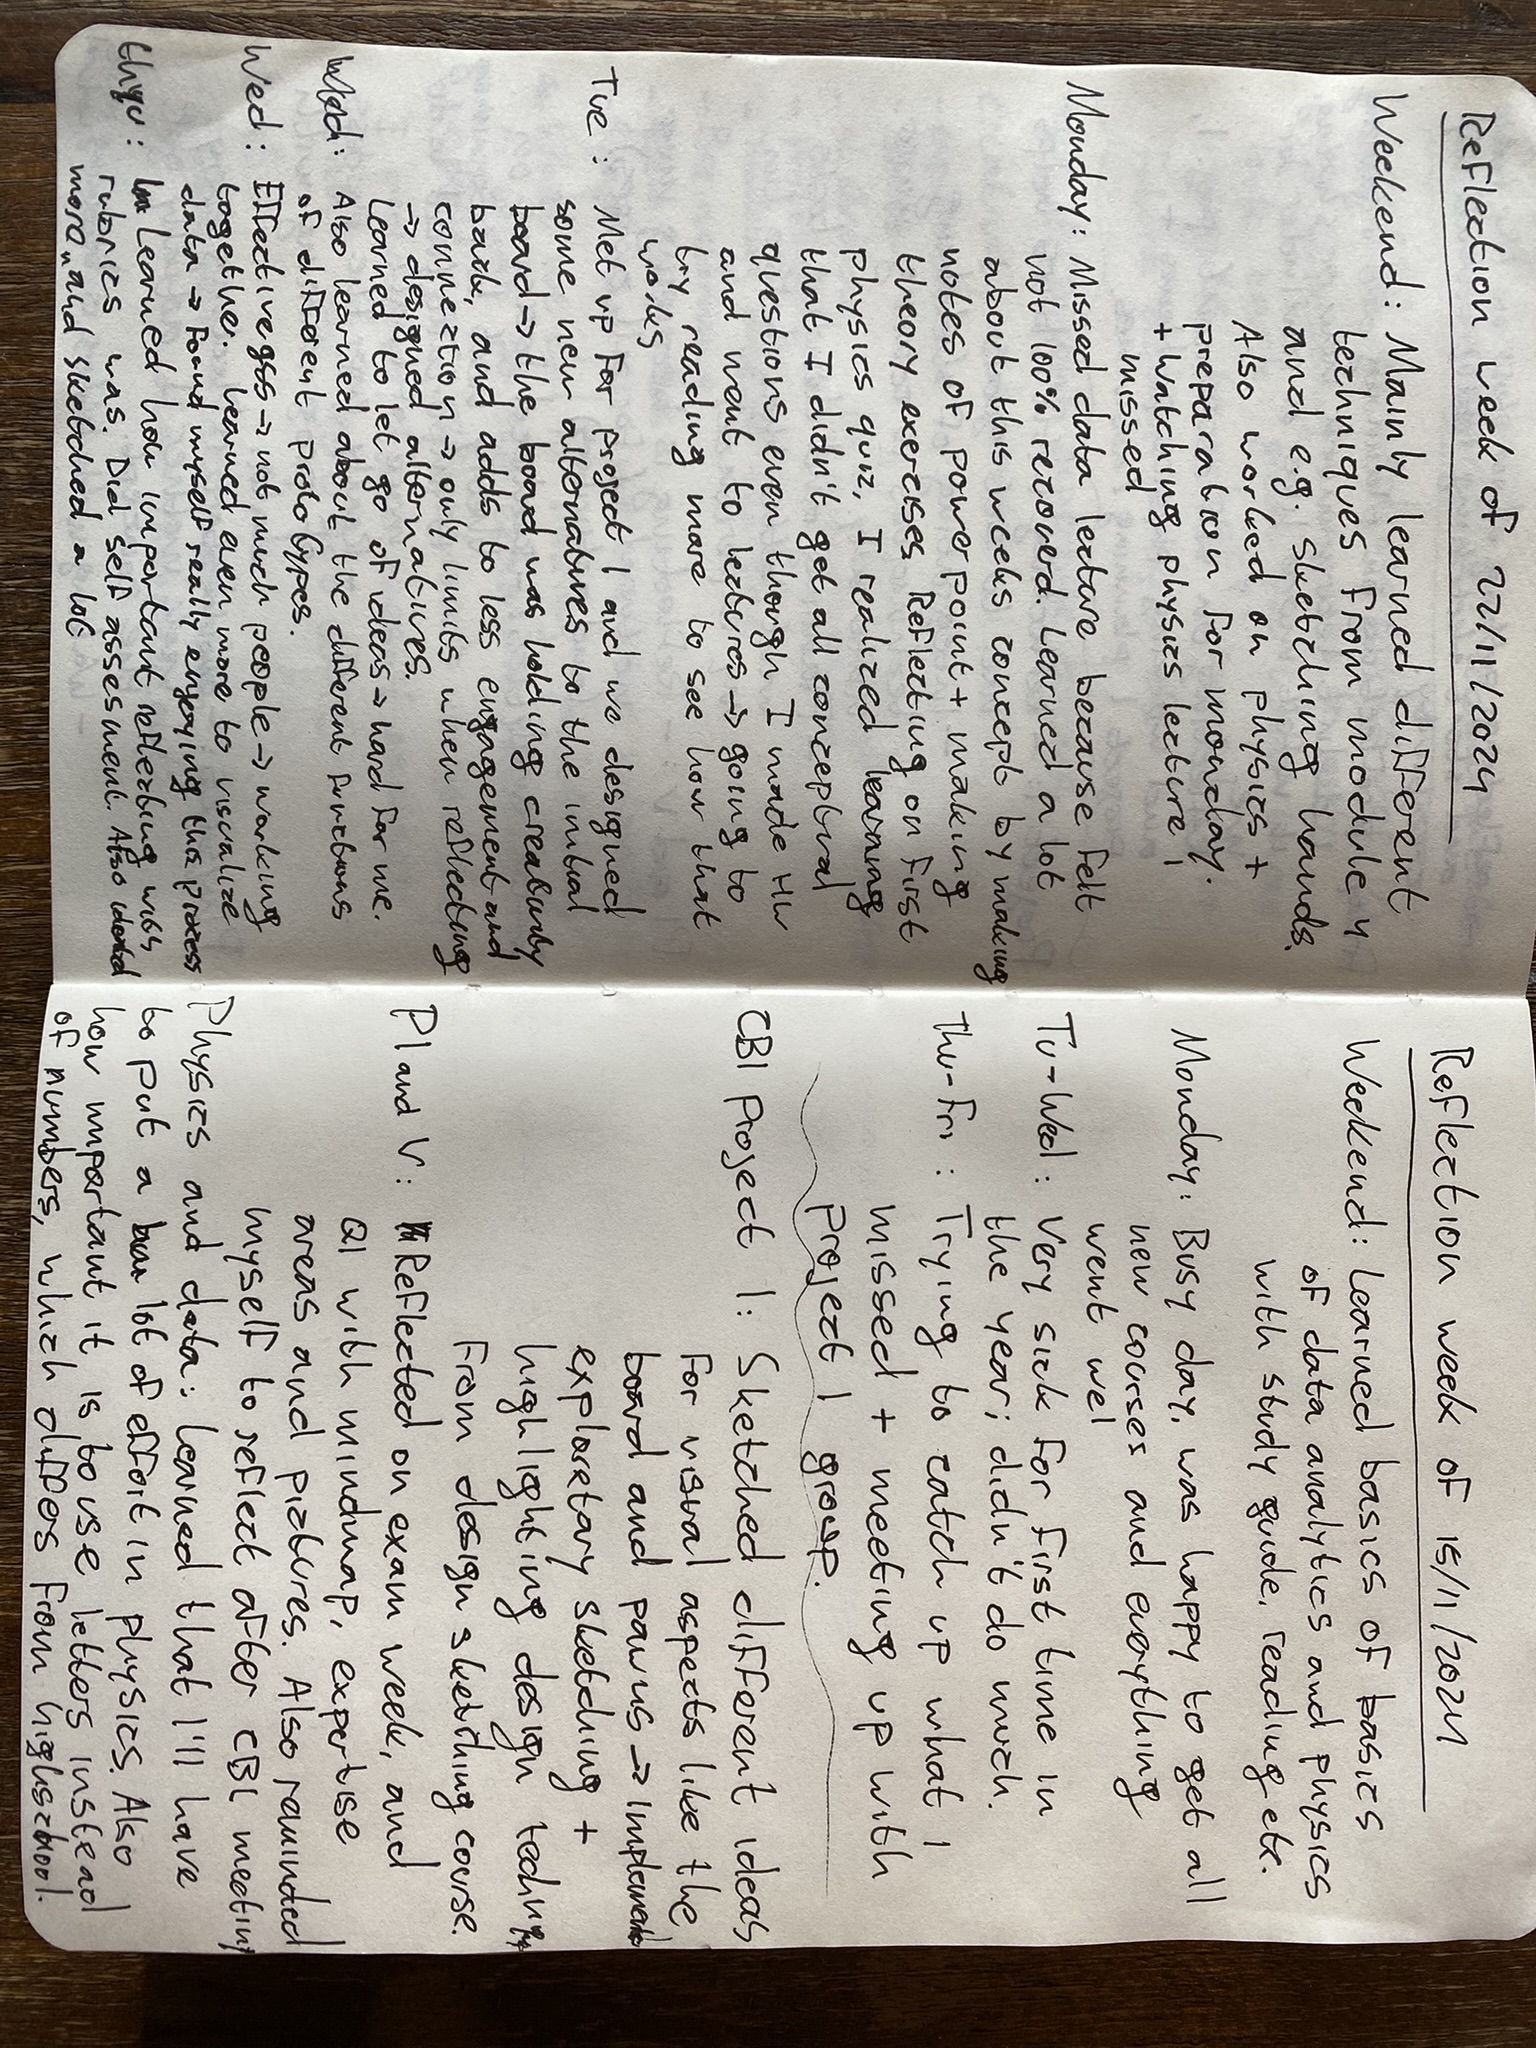 Reflection week of 22/11/2024
Weekend: Mainly learned different
techniques from module 4
and e.g. sketching hands.
Also worked on physics +
preparation for monday.
+ Watching physics lecture I
missed
Monday: Missed data lecture because felt
not 100% recoverd. Learned a lot
about this weeks concept by making
notes of powerpoint + making
theory exercises. Reflecting on first
physics quiz, I realized learning
that I didn't get all conceptual
questions even though I made HW
and went to lectures → going to
try reading more to see how that
works
Tue: Met up for project 1 and we designed
some new alternatives to the initial
board → the board was holding creativity
back, and adds to less engagement and
connection → only limits when reflecting
→ designed alternatives.
Learned to let go of ideas → hard for me.
Wed: Also learned about the different functions
of different prototypes.
Wed: Effective gss → not much people → working
together. Learned even more to visualize
data → found myself really enjoying this process
thu: Learned how important reflecting with
rubrics was. Did self assesment. Also
more and sketched a lot
Reflection week of 15/11/2024
Weekend: Learned basics of basics
of data analytics and physics
with study guide, reading etc.
Monday: Busy day, was happy to get all
new courses and everything
went wel
Tu-Wed: Very sick for first time in
the year; didn't do much.
Thu-Fri: Trying to catch up what I
missed + meeting up with
project 1 group.
CBL project 1: Sketched different ideas
for visual aspects like the
board and pawns → implemented
exploretary sketching +
highlighting design
from design sketching course.
PI and V: Reflected on exam week, and
Q1 with mindmap, expertise
areas and pictures. Also reminded
myself to reflect after CBL meeting
Physics and data: Learned that I'll have
to put a lot of effort in physics. Also
how important it is to use letters instead
of numbers, which differs from highschool.